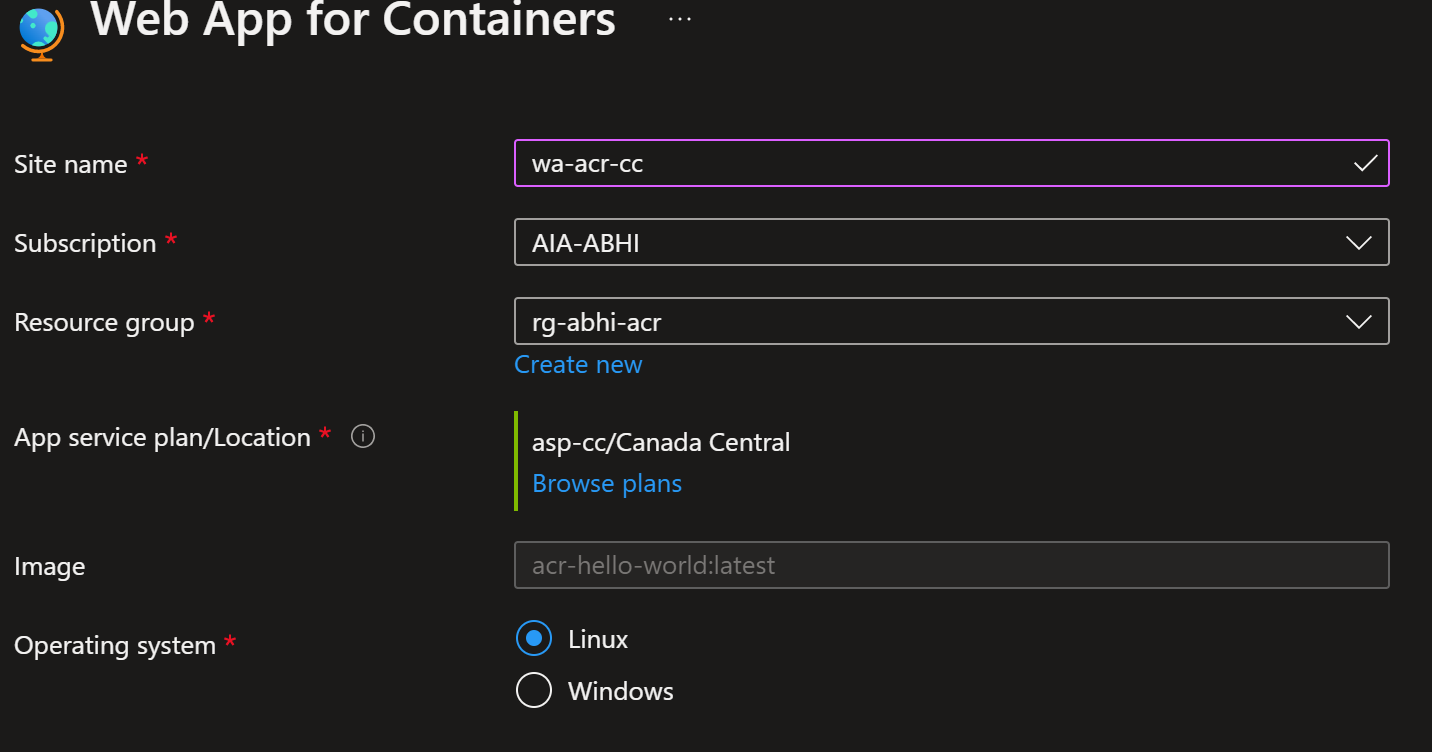 Web App for Containers ...
Site name *
wa-acr-cc
Subscription *
AIA-ABHI
Resource group *
rg-abhi-acr
Create new
App service plan/Location *
asp-cc/Canada Central
Browse plans
Image
acr-hello-world:latest
Operating system *
Linux
Windows